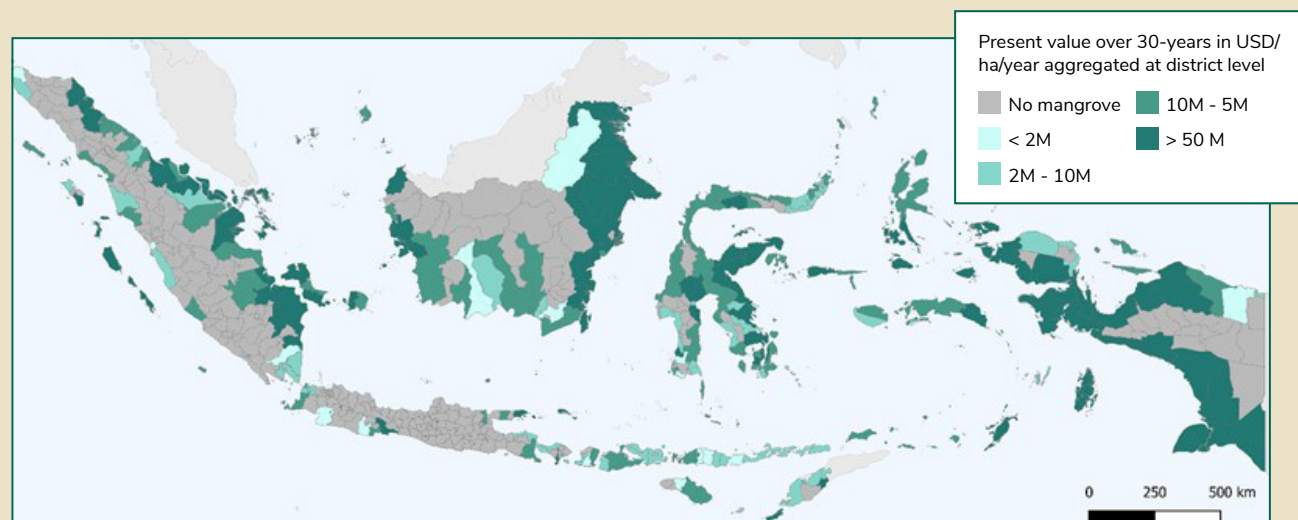 Present value over 30-years in USD/
ha/year aggregated at district level
No mangrove
10M - 5M
< 2M
> 50 M
2M - 10M
0 250 500 km